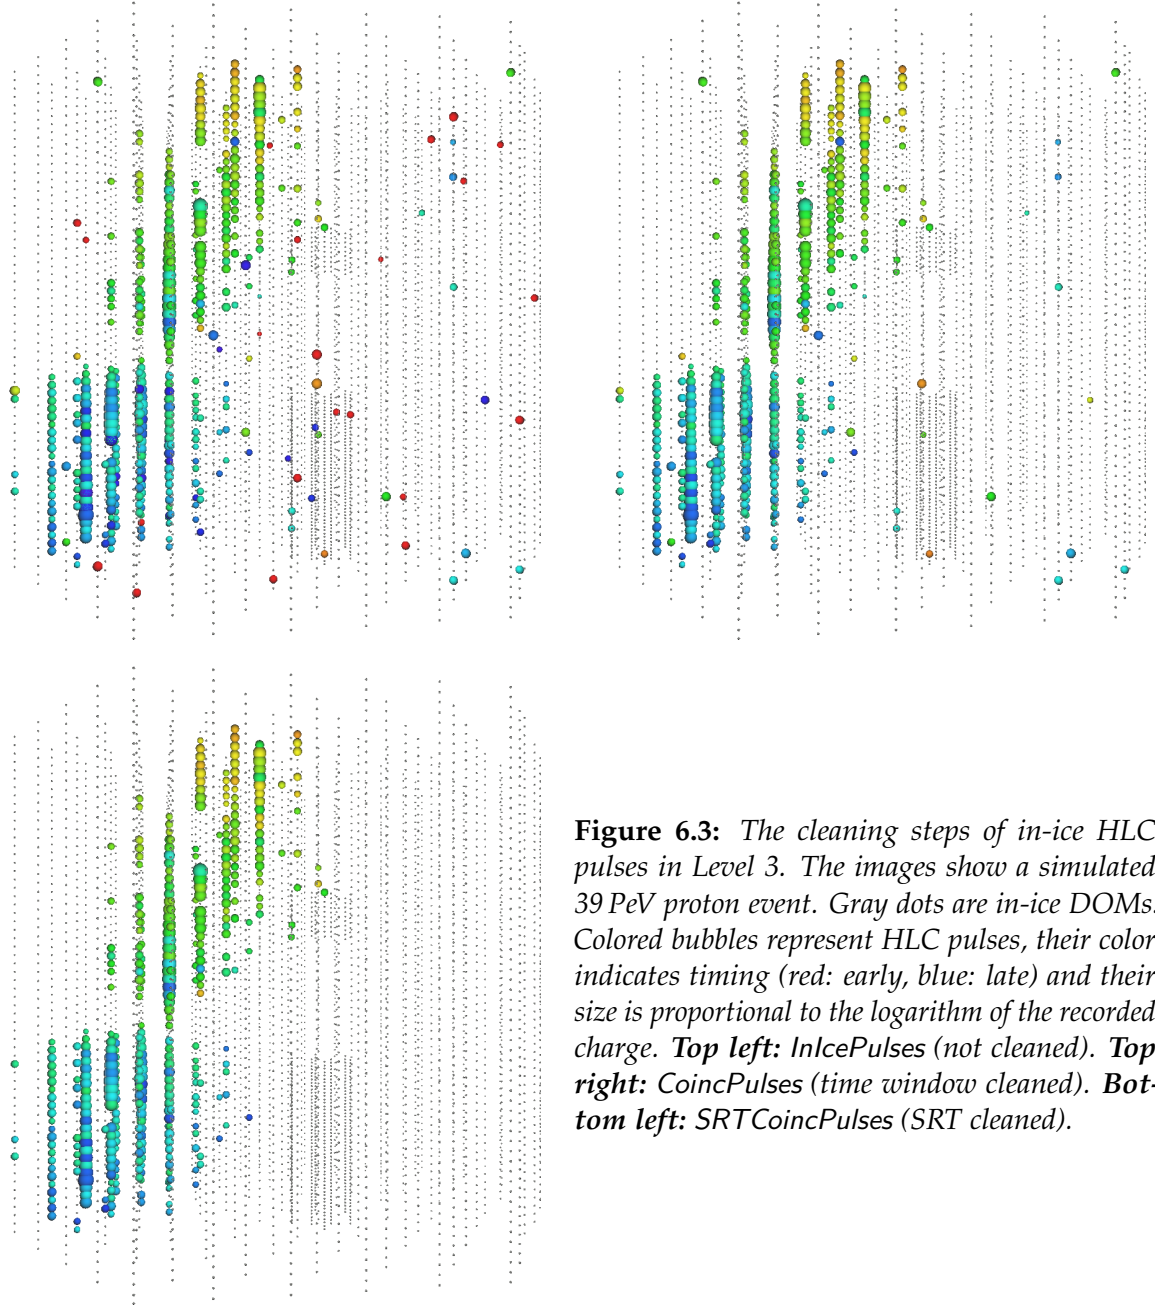 Figure 6.3: The cleaning steps of in-ice HLC
pulses in Level 3. The images show a simulated
39 PeV proton event. Gray dots are in-ice DOMs.
Colored bubbles represent HLC pulses, their color
indicates timing (red: early, blue: late) and their
size is proportional to the logarithm of the recorded
charge. Top left: InIcePulses (not cleaned). Top
right: CoincPulses (time window cleaned). Bot-
tom left: SRTCoincPulses (SRT cleaned).